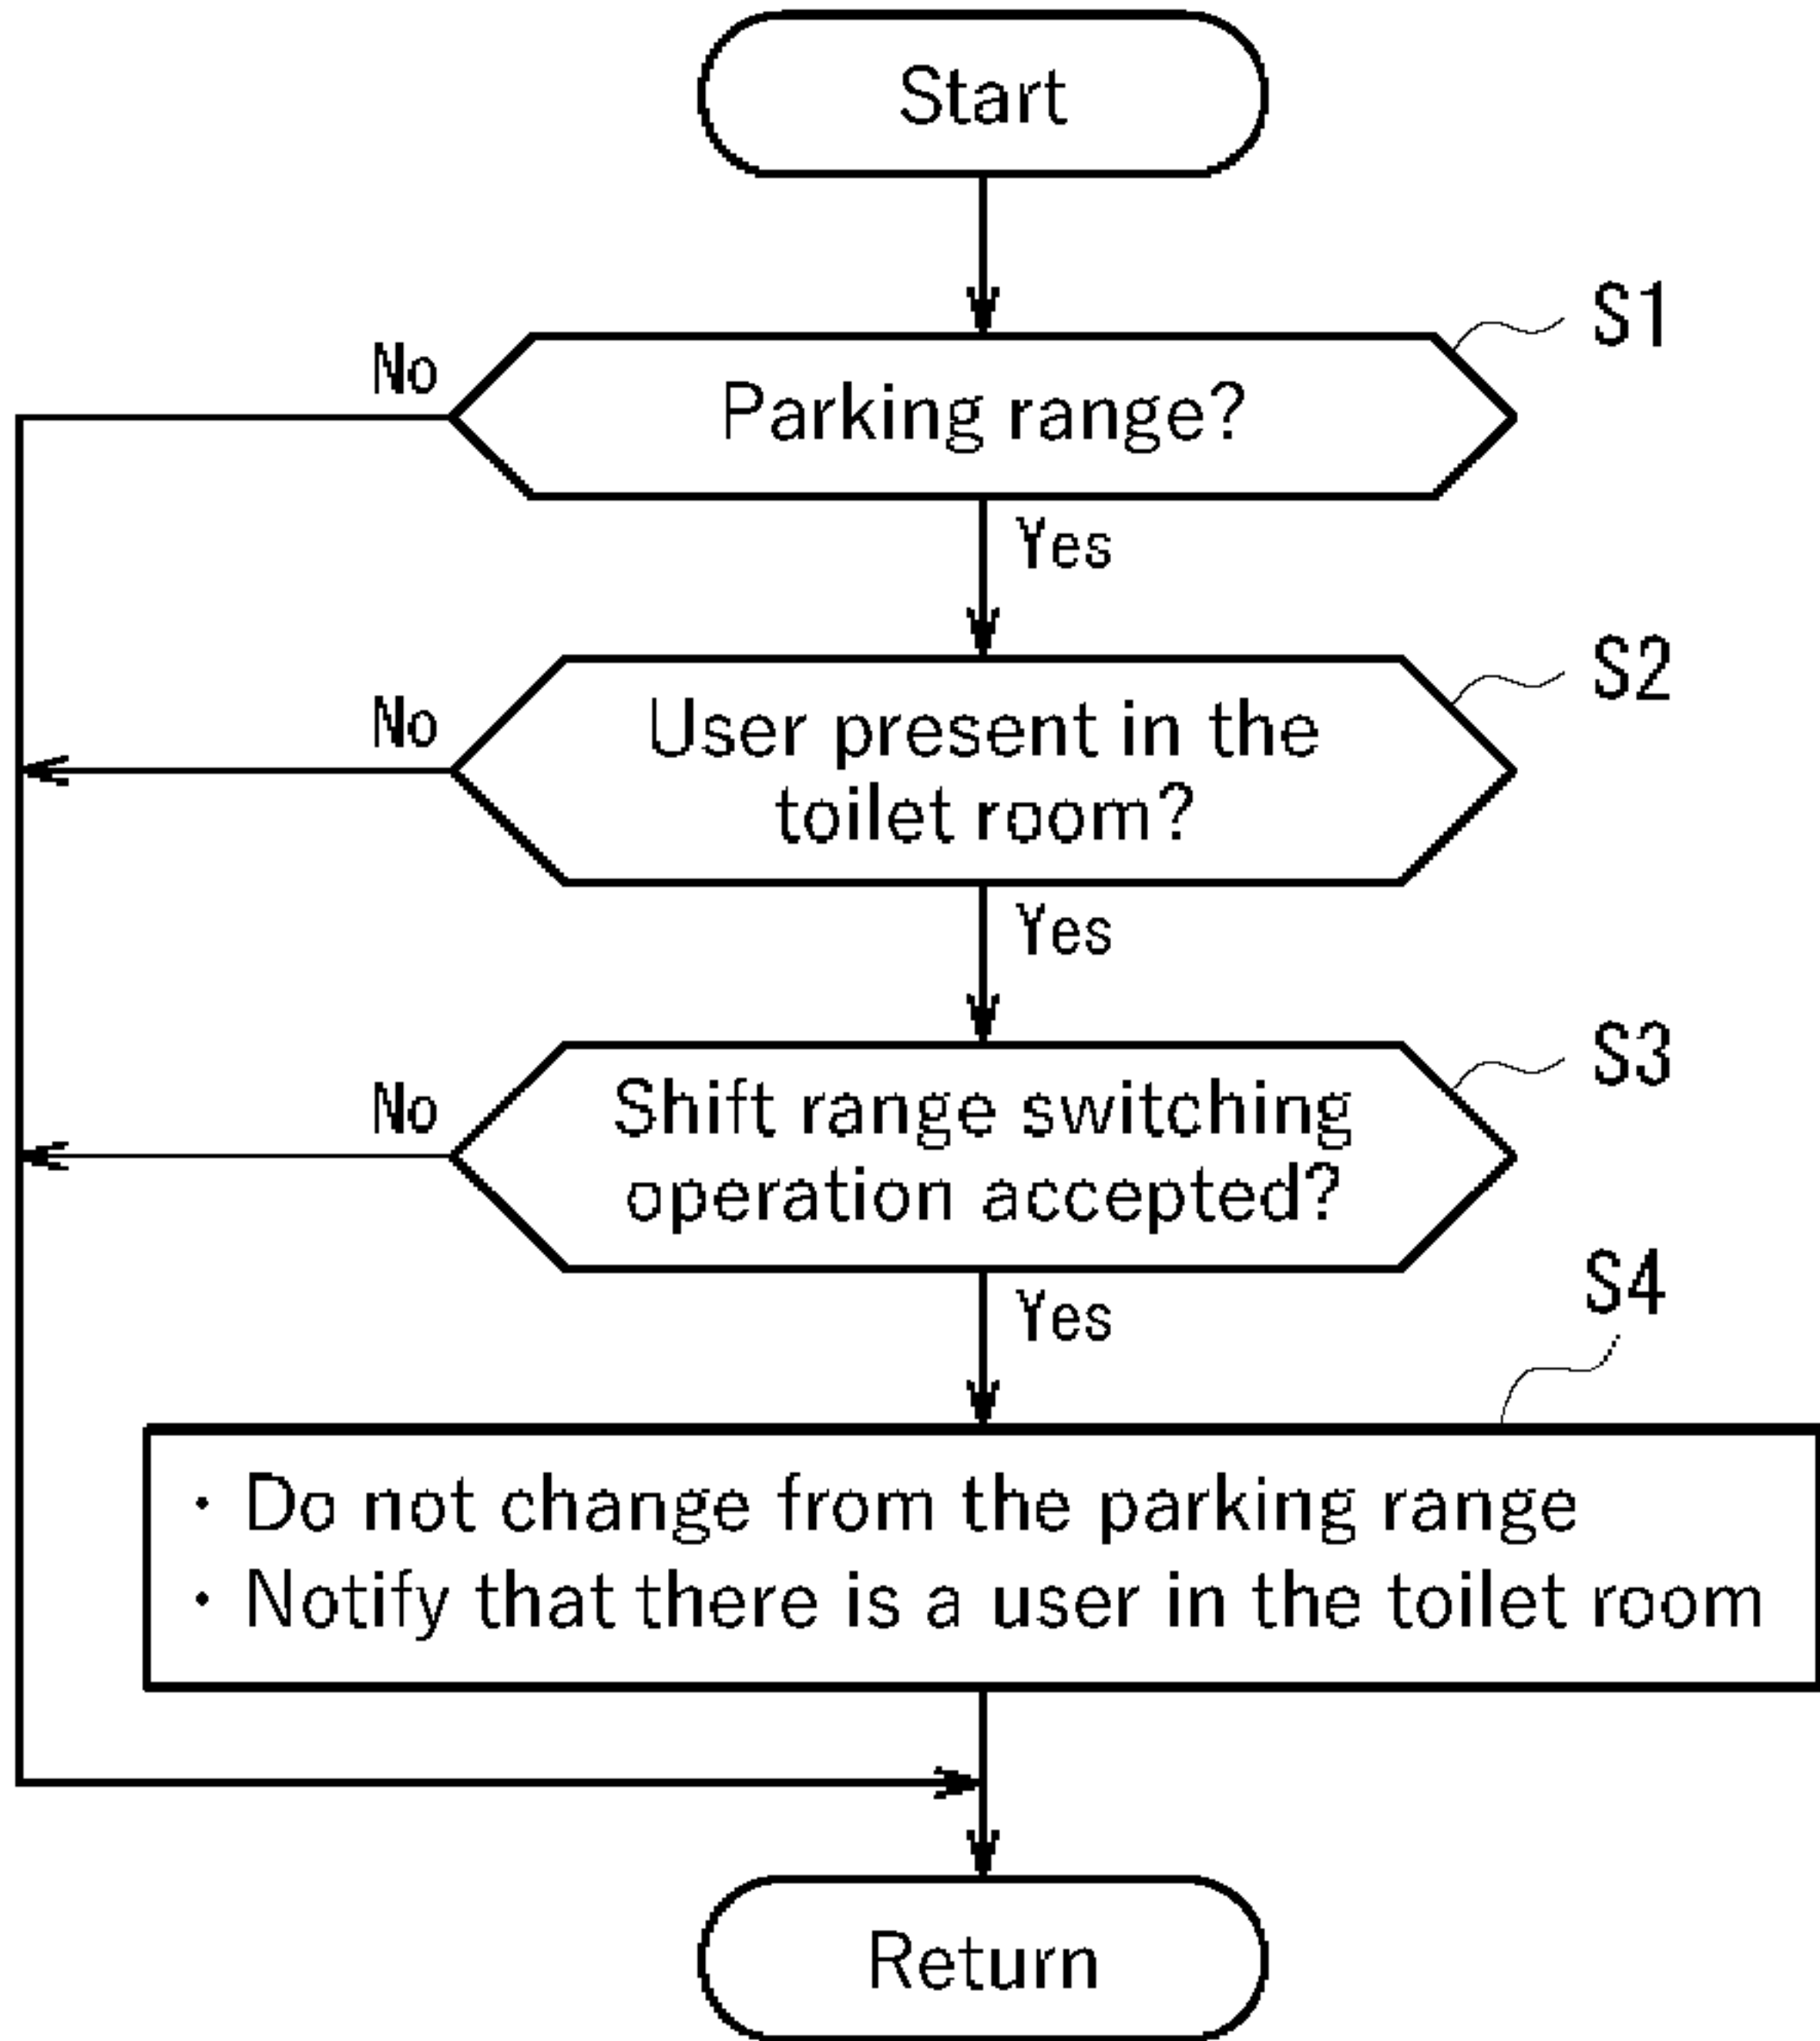 Start
S1
No
Parking range?
Yes
S2
No
User present in the
toilet room?
Yes
S3
No
Shift range switching
operation accepted?
Yes
S4
・ Do not change from the parking range
・ Notify that there is a user in the toilet room
Return